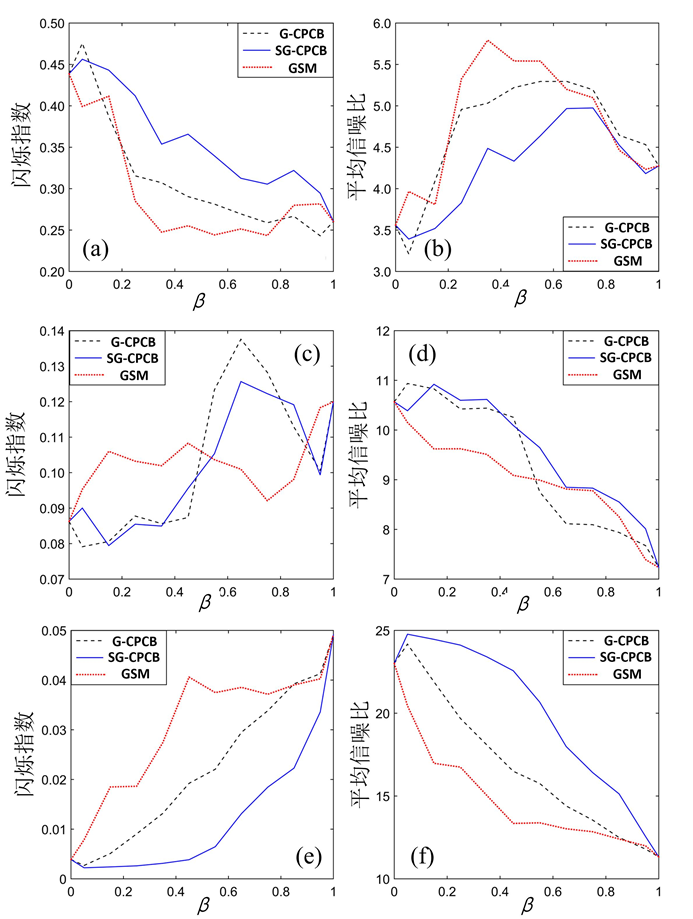 闪烁指数
0.50
0.45
0.40
0.35
0.30
0.25
0.20
0 0.2 0.4 0.6 0.8 1
β
G-CPCB
SG-CPCB
GSM
(a)
平均信噪比
6.0
5.5
5.0
4.5
4.0
3.5
3.0
0 0.2 0.4 0.6 0.8 1
β
G-CPCB
SG-CPCB
GSM
(b)
闪烁指数
0.14
0.13
0.12
0.11
0.10
0.09
0.08
0.07
0 0.2 0.4 0.6 0.8 1
β
G-CPCB
SG-CPCB
GSM
(c)
平均信噪比
12
11
10
9
8
7
0 0.2 0.4 0.6 0.8 1
β
G-CPCB
SG-CPCB
GSM
(d)
闪烁指数
0.05
0.04
0.03
0.02
0.01
0
0 0.2 0.4 0.6 0.8 1
β
G-CPCB
SG-CPCB
GSM
(e)
平均信噪比
25
20
15
10
0 0.2 0.4 0.6 0.8 1
β
G-CPCB
SG-CPCB
GSM
(f)